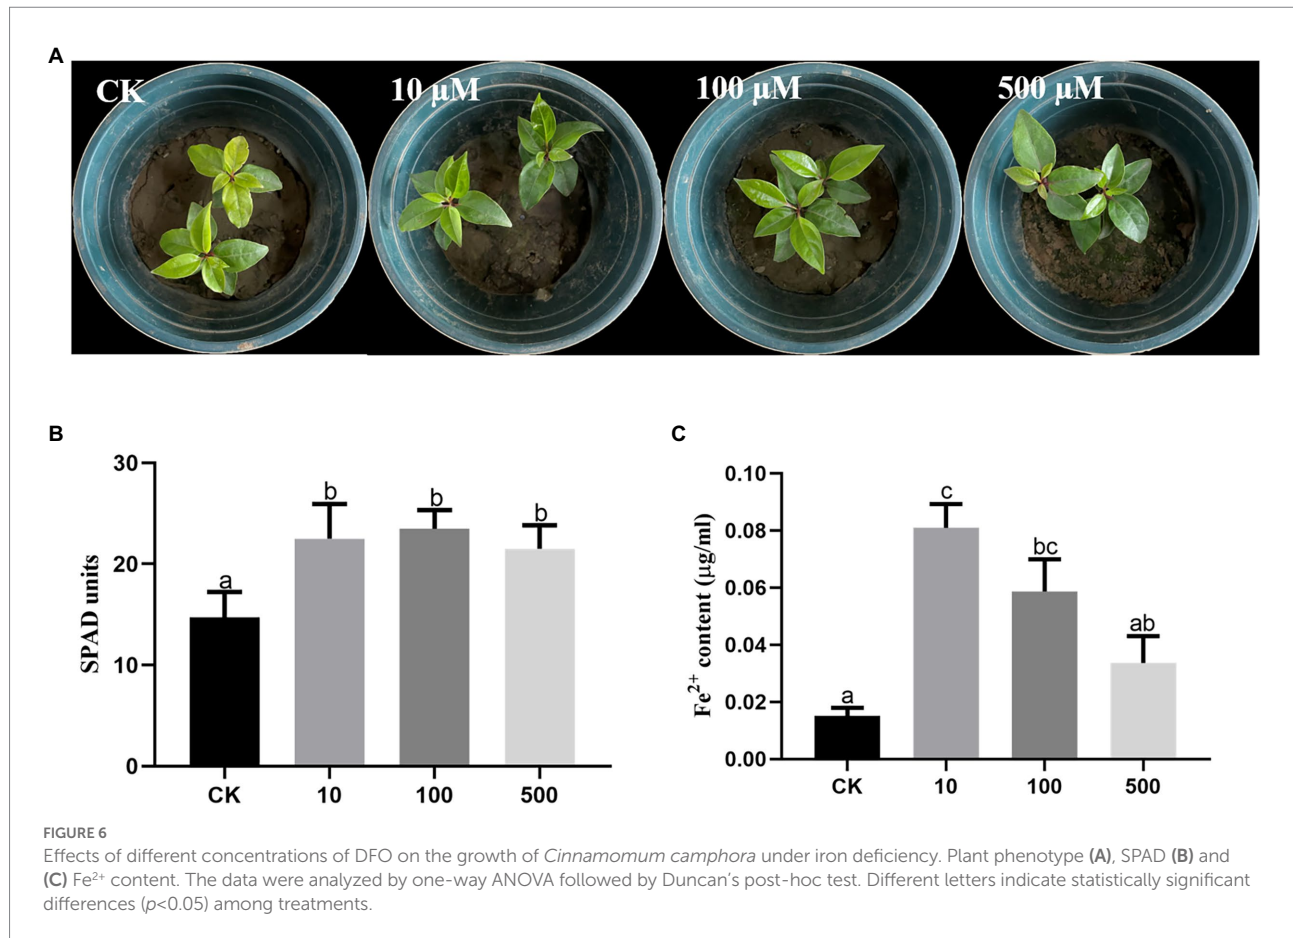 A
CK
10 μM
100 μM
500 μM
B
30
20
10
0
SPAD units
a
b
b
b
CK
10
100
500
C
0.10
0.08
0.06
0.04
0.02
0.00
Fe²⁺ content (μg/ml)
a
c
bc
ab
CK
10
100
500
FIGURE 6
Effects of different concentrations of DFO on the growth of Cinnamomum camphora under iron deficiency. Plant phenotype (A), SPAD (B) and
(C) Fe²⁺ content. The data were analyzed by one-way ANOVA followed by Duncan's post-hoc test. Different letters indicate statistically significant
differences (p<0.05) among treatments.